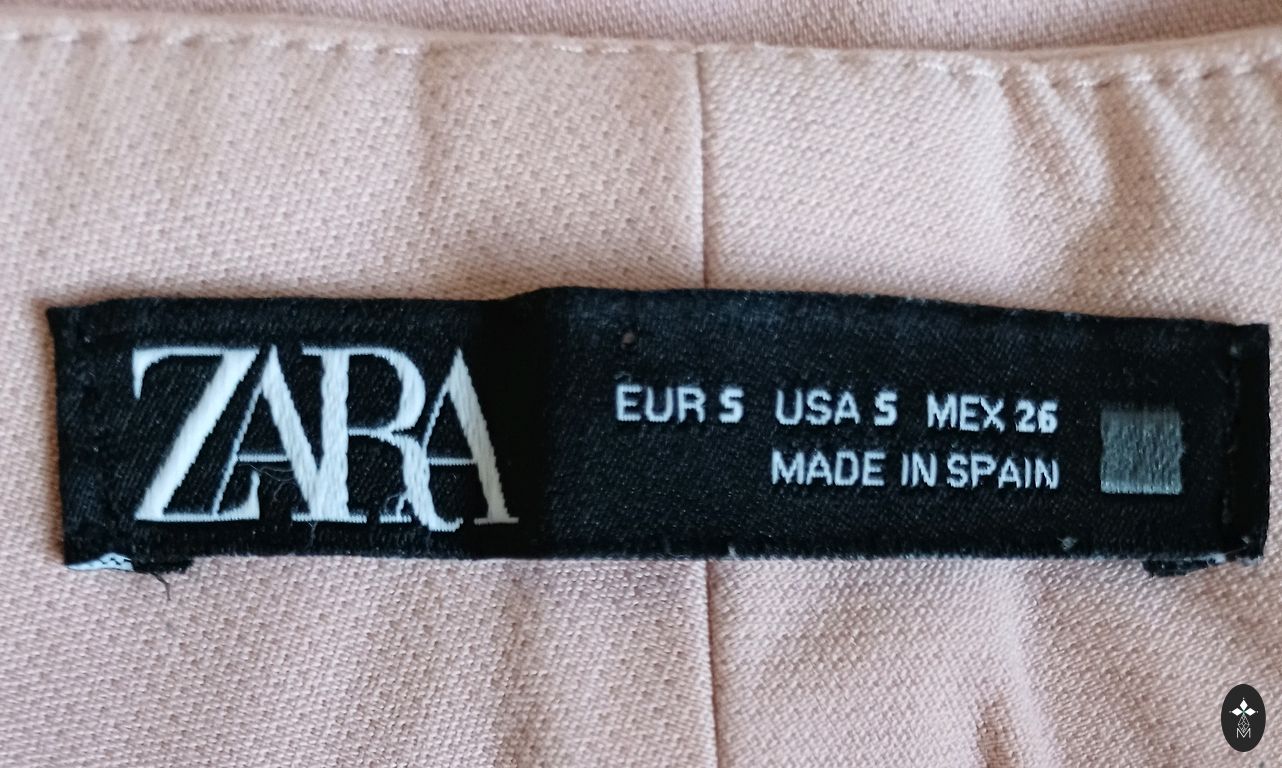 ZARA
EUR S USA S MEX 26
MADE IN SPAIN
M